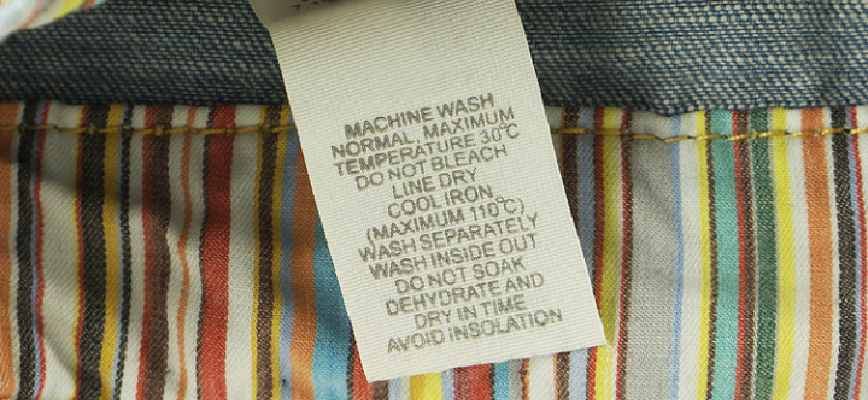 MACHINE WASH
NORMAL MAXIMUM
TEMPERATURE 30°C
DO NOT BLEACH
LINE DRY
COOL IRON
(MAXIMUM 110°C)
WASH SEPARATELY
WASH INSIDE OUT
DO NOT SOAK
DEHYDRATE AND
DRY IN TIME
AVOID INSOLATION